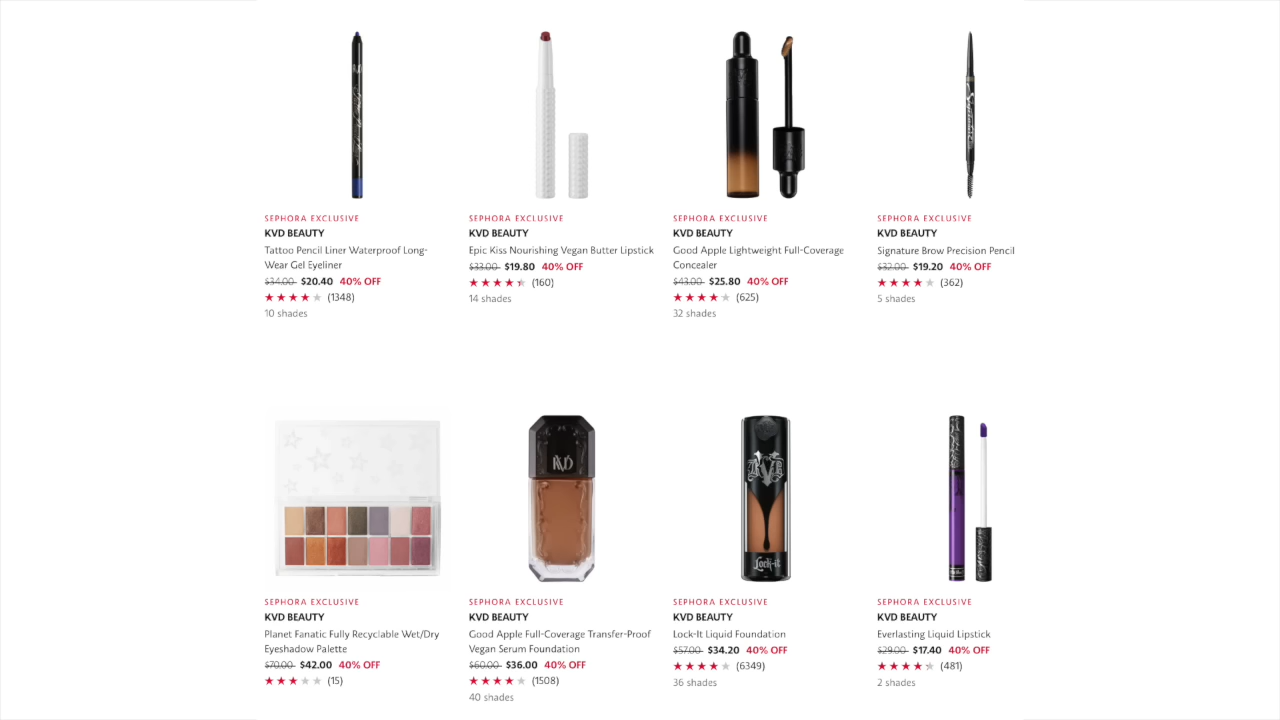 SEPHORA EXCLUSIVE
KVD BEAUTY
Tattoo Pencil Liner Waterproof Long-
Wear Gel Eyeliner
$34.00 $20.40 40% OFF
(1348)
10 shades
SEPHORA EXCLUSIVE
KVD BEAUTY
Epic Kiss Nourishing Vegan Butter Lipstick
$33.00 $19.80 40% OFF
(160)
14 shades
SEPHORA EXCLUSIVE
KVD BEAUTY
Good Apple Lightweight Full-Coverage
Concealer
$43.00 $25.80 40% OFF
(625)
32 shades
SEPHORA EXCLUSIVE
KVD BEAUTY
Signature Brow Precision Pencil
$32.00 $19.20 40% OFF
(362)
5 shades
SEPHORA EXCLUSIVE
KVD BEAUTY
Planet Fanatic Fully Recyclable Wet/Dry
Eyeshadow Palette
$70.00 $42.00 40% OFF
(15)
KVD
SEPHORA EXCLUSIVE
KVD BEAUTY
Good Apple Full-Coverage Transfer-Proof
Vegan Serum Foundation
$60.00 $36.00 40% OFF
(1508)
40 shades
KVD
Lock-it
SEPHORA EXCLUSIVE
KVD BEAUTY
Lock-It Liquid Foundation
$57.00 $34.20 40% OFF
(6349)
36 shades
SEPHORA EXCLUSIVE
KVD BEAUTY
Everlasting Liquid Lipstick
$29.00 $17.40 40% OFF
(481)
2 shades